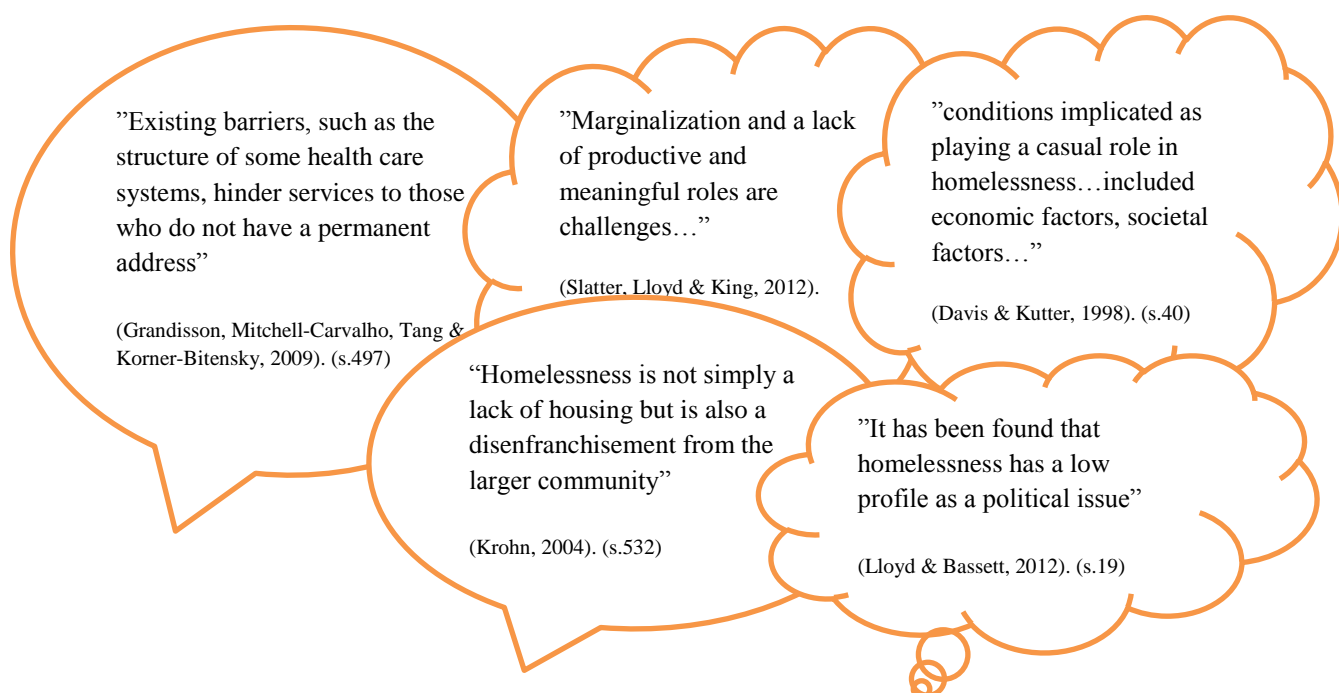 ”Existing barriers, such as the
structure of some health care
systems, hinder services to those
who do not have a permanent
address”
(Grandisson, Mitchell-Carvalho, Tang &
Korner-Bitensky, 2009). (s.497)
”Marginalization and a lack
of productive and
meaningful roles are
challenges…”
(Slatter, Lloyd & King, 2012).
”conditions implicated as
playing a casual role in
homelessness…included
economic factors, societal
factors…”
(Davis & Kutter, 1998). (s.40)
“Homelessness is not simply a
lack of housing but is also a
disenfranchisement from the
larger community”
(Krohn, 2004). (s.532)
”It has been found that
homelessness has a low
profile as a political issue”
(Lloyd & Bassett, 2012). (s.19)